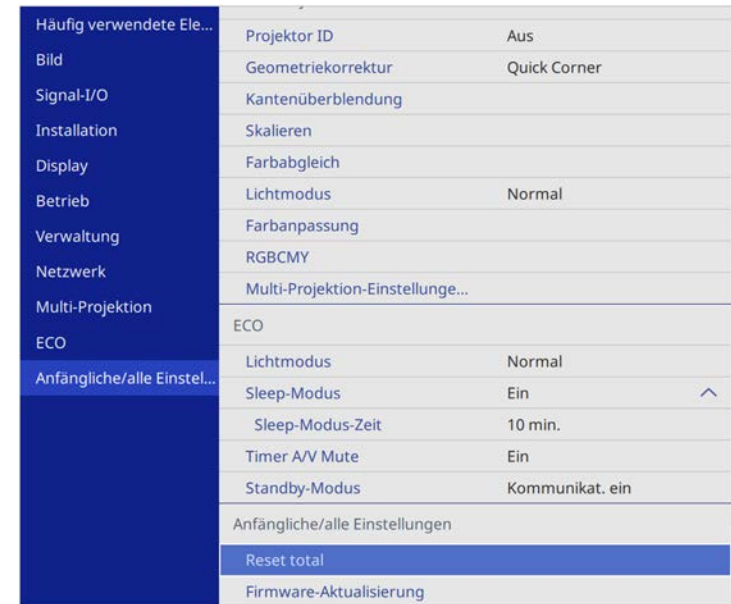 Häufig verwendete Ele...
Bild
Signal-I/O
Installation
Display
Betrieb
Verwaltung
Netzwerk
Multi-Projektion
ECO
Anfängliche/alle Einstel...
Projektor ID Aus
Geometriekorrektur Quick Corner
Kantenüberblendung
Skalieren
Farbabgleich
Lichtmodus Normal
Farbanpassung
RGBCMY
Multi-Projektion-Einstellunge...
ECO
Lichtmodus Normal
Sleep-Modus Ein
Sleep-Modus-Zeit 10 min.
Timer A/V Mute Ein
Standby-Modus Kommunikat. ein
Anfängliche/alle Einstellungen
Reset total
Firmware-Aktualisierung